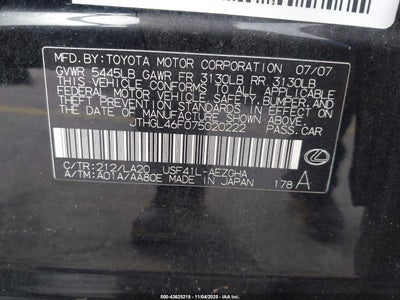 MFD. BY: TOYOTA MOTOR CORPORATION 07/07
GVWR 5445LB GAWR FR 3130LB RR 3130LB
THIS VEHICLE CONFORMS TO ALL APPLICABLE
FEDERAL MOTOR VEHICLE SAFETY, BUMPER, AND
THEFT PREVENTION STANDARDS IN EFFECT ON
THE DATE OF MANUFACTURE SHOWN ABOVE.
JTHGL46F075020222 PASS. CAR
C/TR: 212/LA20 USF41L-AEZGHA
A/TM: A01A/AA80E MADE IN JAPAN 178 A
000-43625218 - 11/04/2025 -